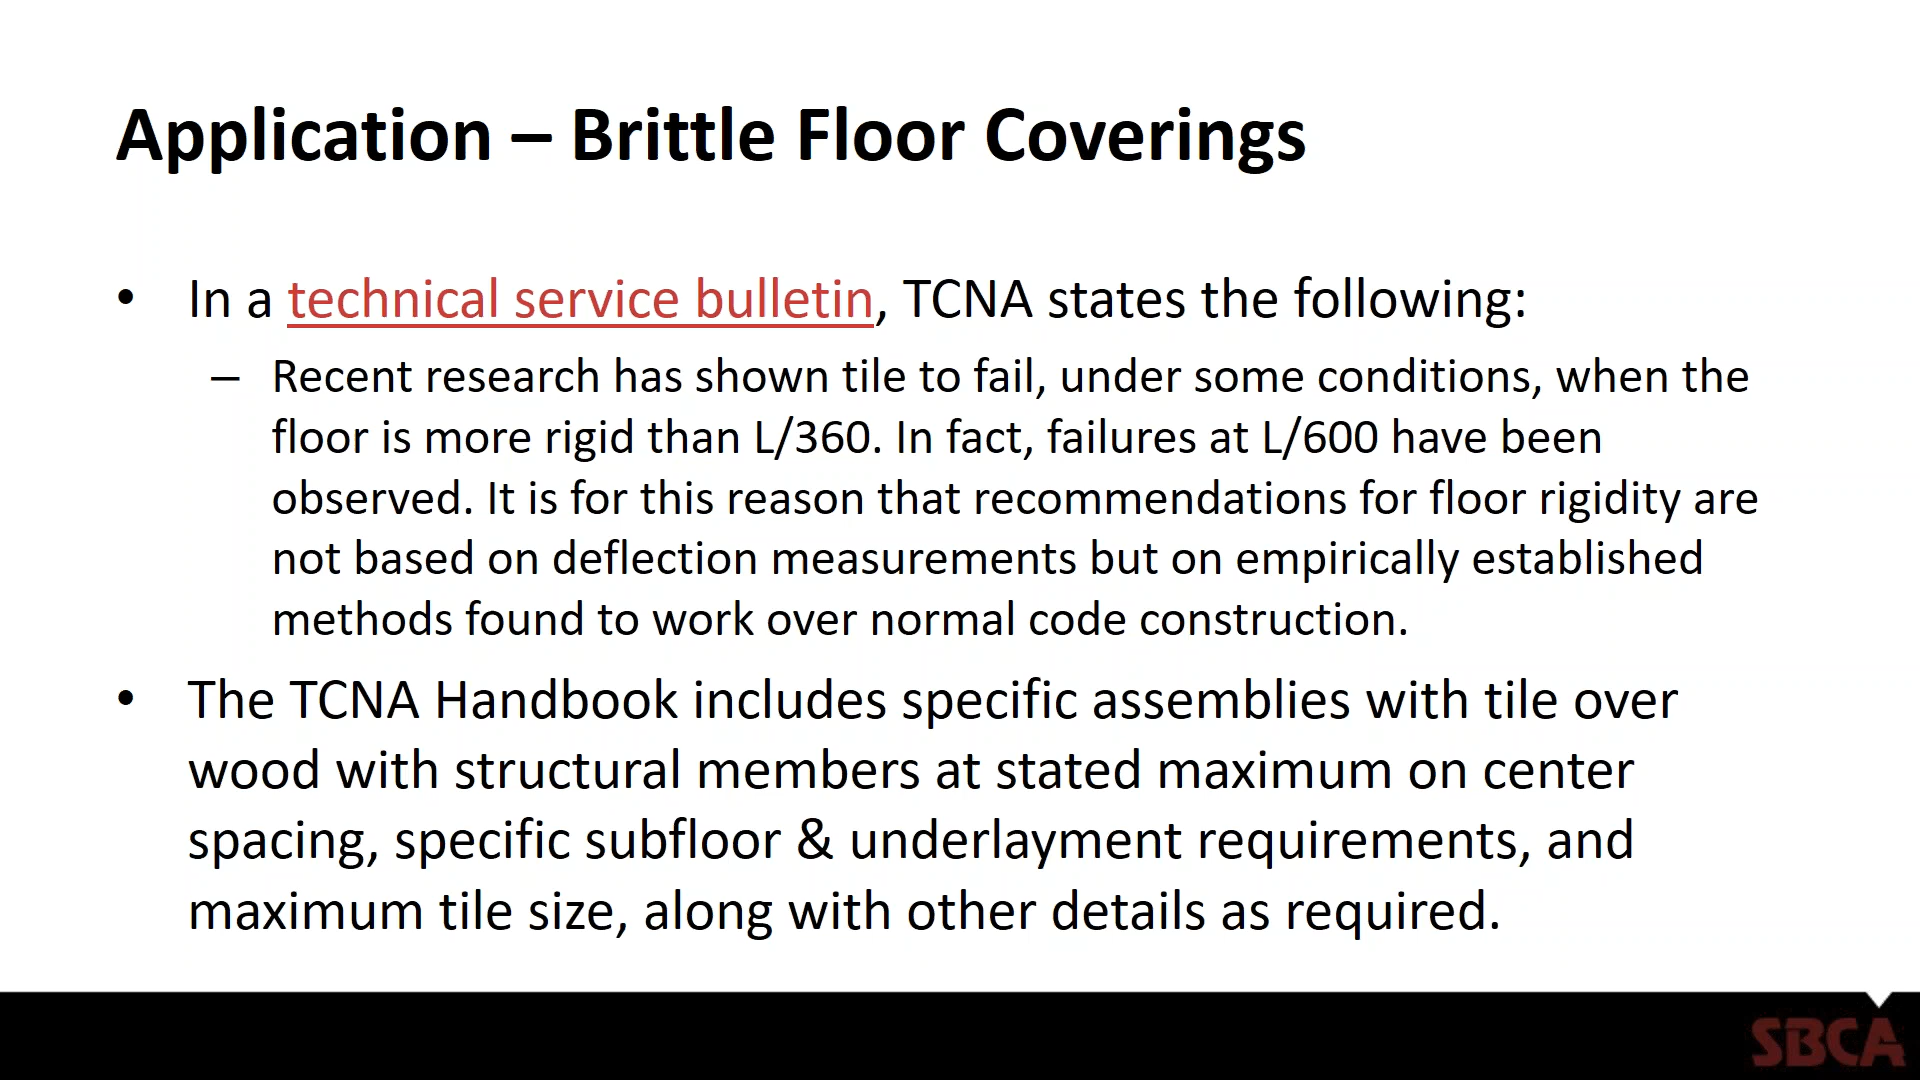 Application – Brittle Floor Coverings
• In a technical service bulletin, TCNA states the following:
– Recent research has shown tile to fail, under some conditions, when the
floor is more rigid than L/360. In fact, failures at L/600 have been
observed. It is for this reason that recommendations for floor rigidity are
not based on deflection measurements but on empirically established
methods found to work over normal code construction.
• The TCNA Handbook includes specific assemblies with tile over
wood with structural members at stated maximum on center
spacing, specific subfloor & underlayment requirements, and
maximum tile size, along with other details as required.
SBCA